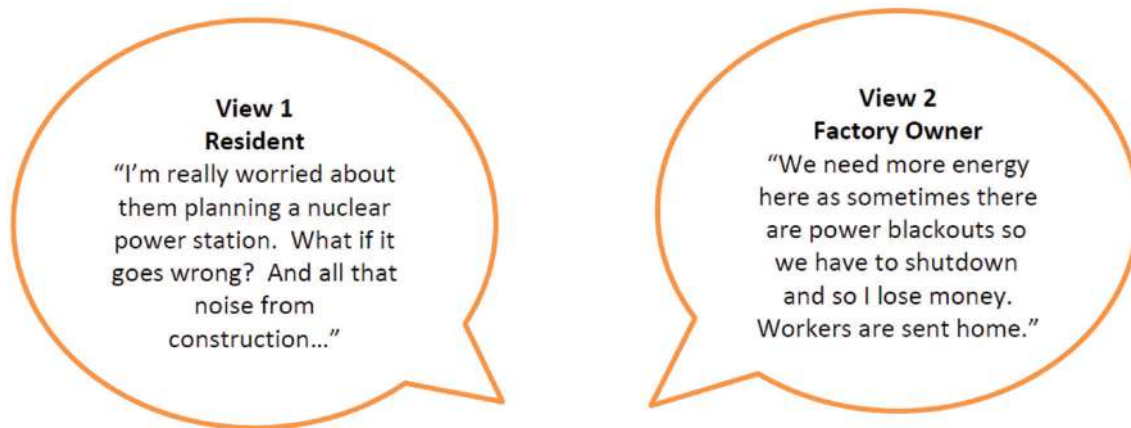 View 1
Resident
“I’m really worried about
them planning a nuclear
power station.  What if it
goes wrong?  And all that
noise from
construction…”
View 2
Factory Owner
“We need more energy
here as sometimes there
are power blackouts so
we have to shutdown
and so I lose money.
Workers are sent home.”